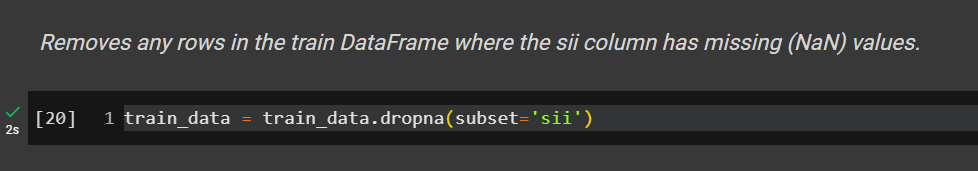 Removes any rows in the train DataFrame where the sii column has missing (NaN) values.
[20] 1 train_data = train_data.dropna(subset='sii')
2s